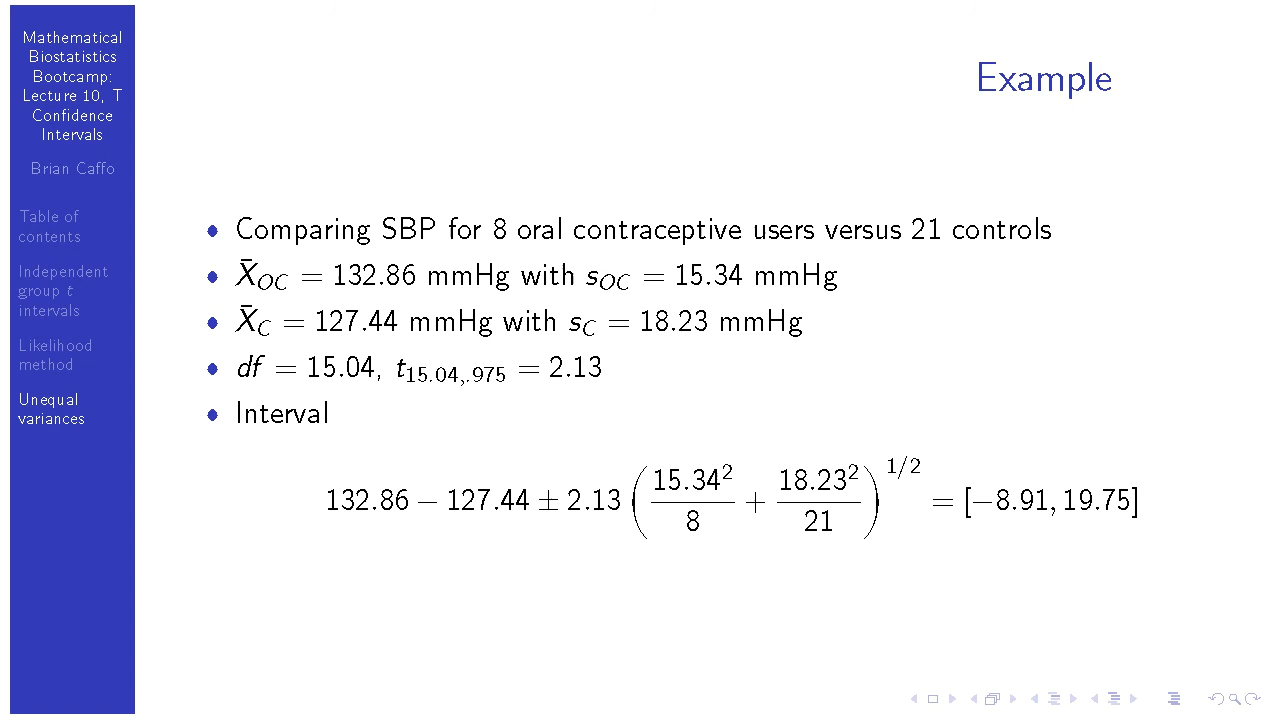 Mathematical
Biostatistics
Bootcamp:
Lecture 10, T
Confidence
Intervals
Brian Caffo
Table of
contents
Independent
group t
intervals
Likelihood
method
Unequal
variances
Example
• Comparing SBP for 8 oral contraceptive users versus 21 controls
• X̄_OC = 132.86 mmHg with s_OC = 15.34 mmHg
• X̄_C = 127.44 mmHg with s_C = 18.23 mmHg
• df = 15.04, t_15.04,.975 = 2.13
• Interval
132.86 − 127.44 ± 2.13 (15.34²/8 + 18.23²/21)^1/2 = [−8.91, 19.75]